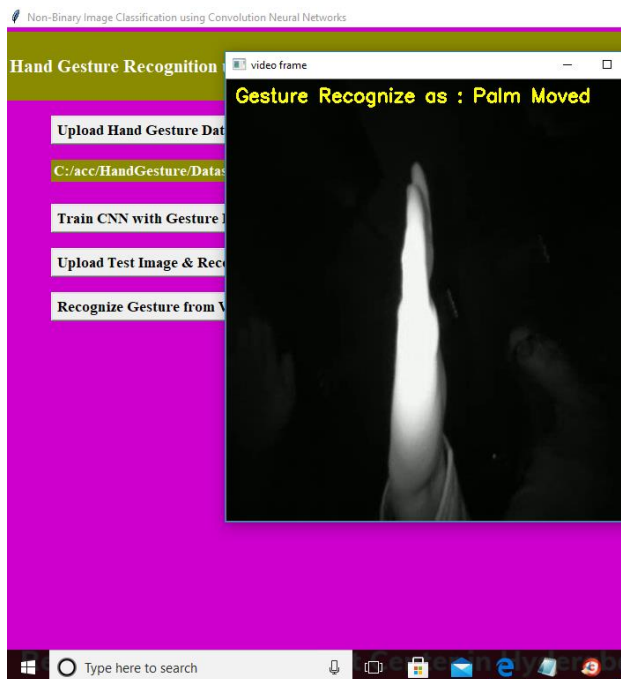 Non-Binary Image Classification using Convolution Neural Networks
Hand Gesture Recognition
video frame
Gesture Recognize as : Palm Moved
Upload Hand Gesture Dat
C:/acc/HandGesture/Datas
Train CNN with Gesture
Upload Test Image & Reco
Recognize Gesture from V
Type here to search